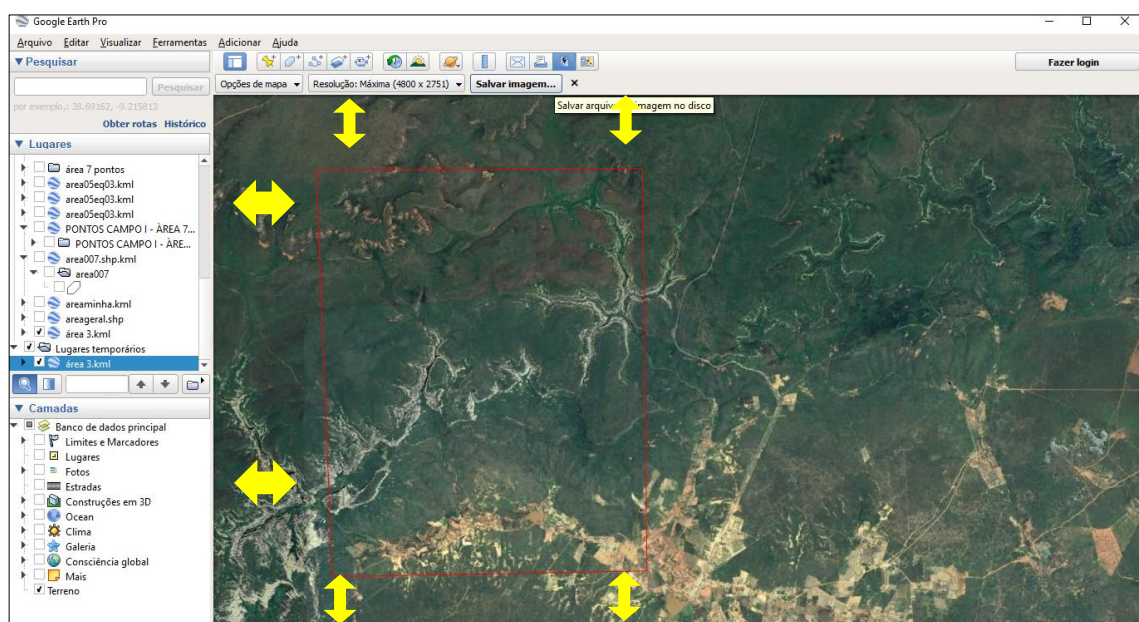 Google Earth Pro
Arquivo Editar Visualizar Ferramentas Adicionar Ajuda
Pesquisar
Fazer login
Opções de mapa
Resolução: Máxima (4800 x 2751)
Salvar imagem...
Pesquisar
por exemplo,: 38.69162, -9.215813
Salvar arquivo imagem no disco
Obter rotas Histórico
Lugares
área 7 pontos
area05eq03.kml
area05eq03.kml
area05eq03.kml
PONTOS CAMPO I - ÀREA 7...
PONTOS CAMPO I - ÀRE...
area007.shp.kml
area007
areaminha.kml
areageral.shp
área 3.kml
Lugares temporários
área 3.kml
Camadas
Banco de dados principal
Limites e Marcadores
Lugares
Fotos
Estradas
Construções em 3D
Ocean
Clima
Galeria
Consciência global
Mais
Terreno